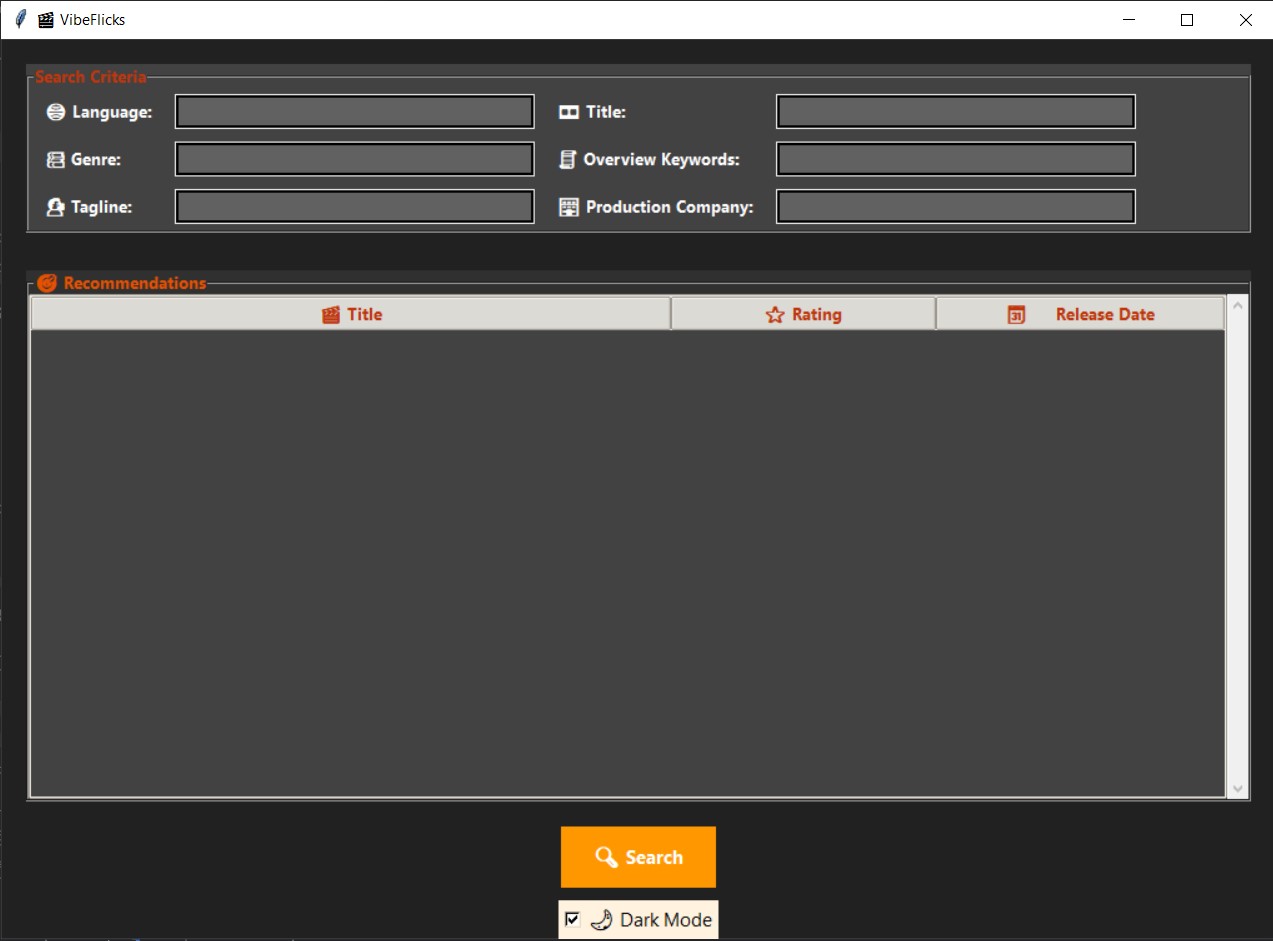 VibeFlicks
Search Criteria
Language:
Title:
Genre:
Overview Keywords:
Tagline:
Production Company:
Recommendations
Title
Rating
31 Release Date
Search
Dark Mode